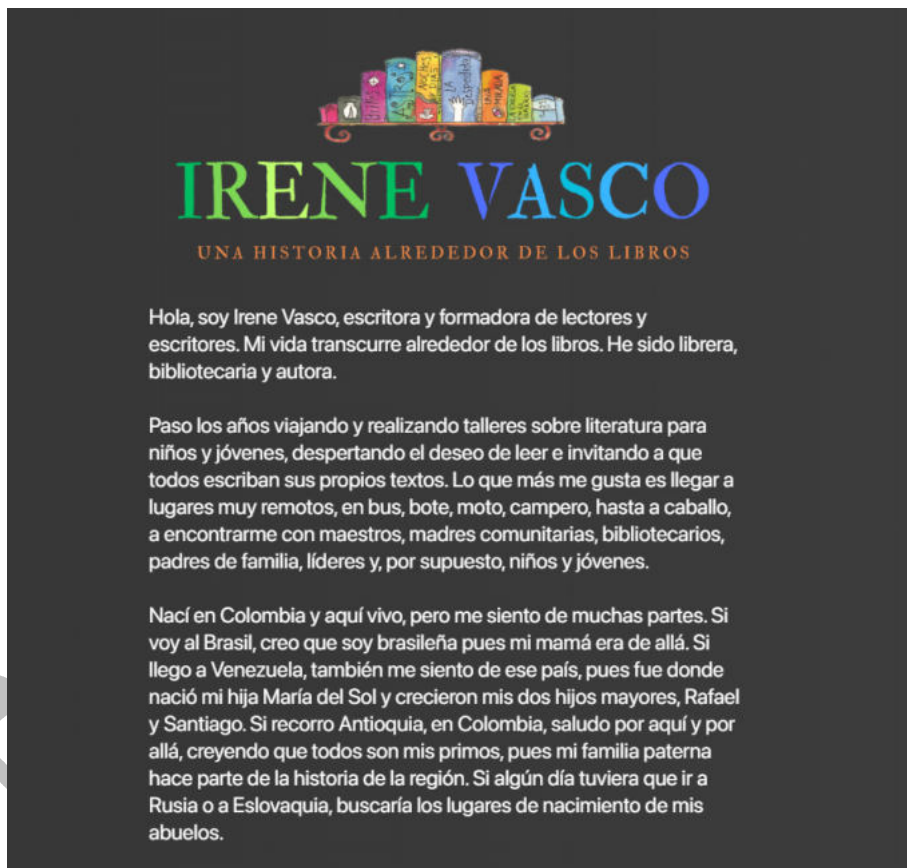 IRENE VASCO
UNA HISTORIA ALREDEDOR DE LOS LIBROS
Hola, soy Irene Vasco, escritora y formadora de lectores y
escritores. Mi vida transcurre alrededor de los libros. He sido librera,
bibliotecaria y autora.
Paso los años viajando y realizando talleres sobre literatura para
niños y jóvenes, despertando el deseo de leer e invitando a que
todos escriban sus propios textos. Lo que más me gusta es llegar a
lugares muy remotos, en bus, bote, moto, campero, hasta a caballo,
a encontrarme con maestros, madres comunitarias, bibliotecarios,
padres de familia, líderes y, por supuesto, niños y jóvenes.
Nací en Colombia y aquí vivo, pero me siento de muchas partes. Si
voy al Brasil, creo que soy brasileña pues mi mamá era de allá. Si
llego a Venezuela, también me siento de ese país, pues fue donde
nació mi hija María del Sol y crecieron mis dos hijos mayores, Rafael
y Santiago. Si recorro Antioquia, en Colombia, saludo por aquí y por
allá, creyendo que todos son mis primos, pues mi familia paterna
hace parte de la historia de la región. Si algún día tuviera que ir a
Rusia o a Eslovaquia, buscaría los lugares de nacimiento de mis
abuelos.